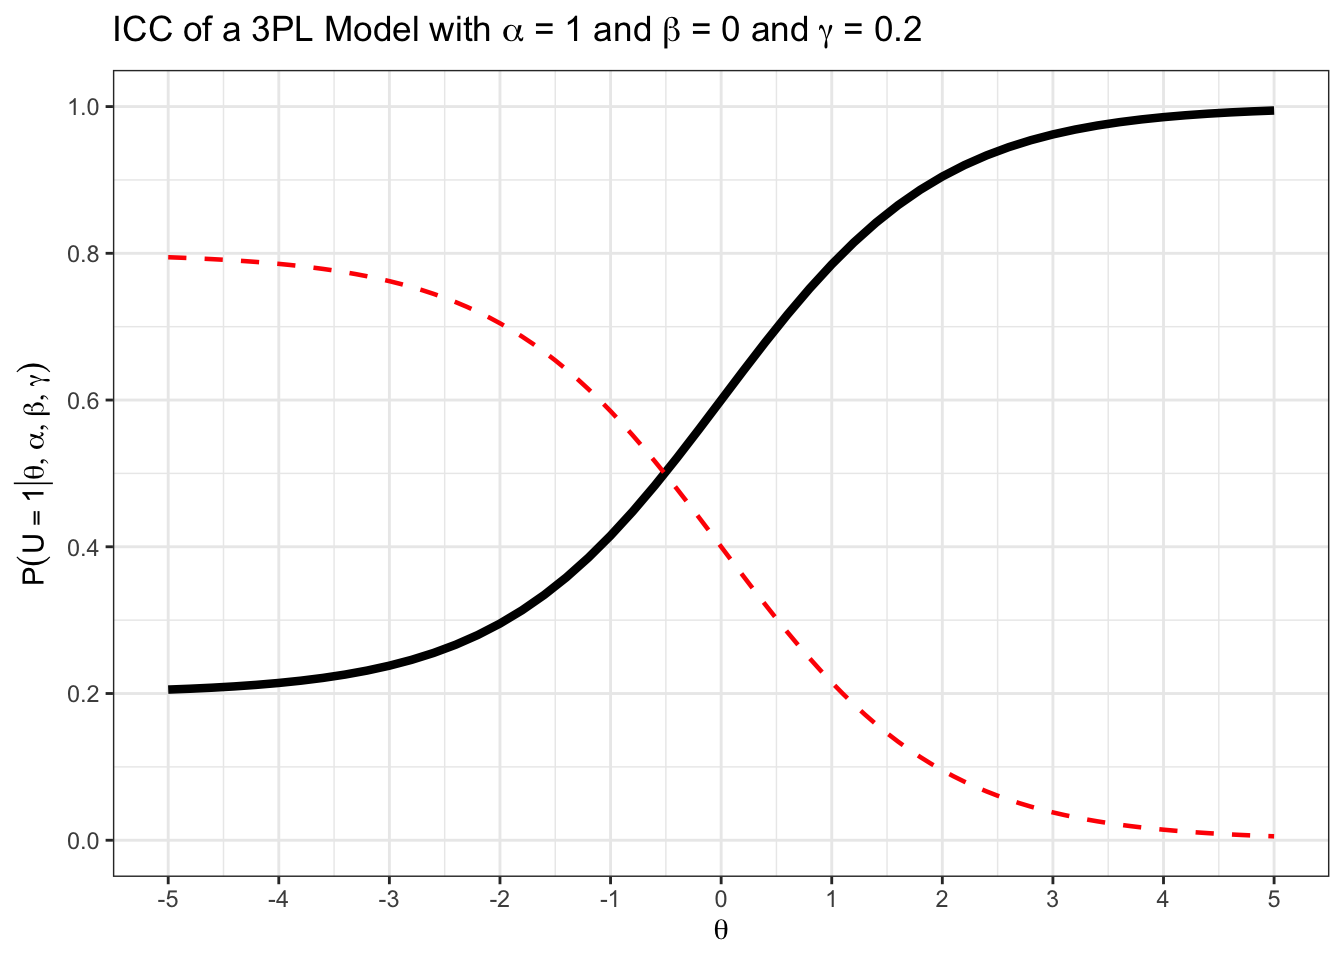 ICC of a 3PL Model with α = 1 and β = 0 and γ = 0.2
P(U = 1|θ, α, β, γ)
1.0
0.8
0.6
0.4
0.2
0.0
-5 -4 -3 -2 -1 0 1 2 3 4 5
θ